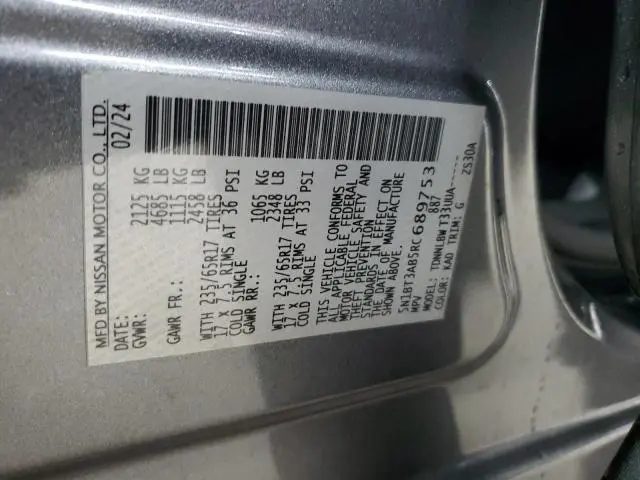 MFD BY NISSAN MOTOR CO., LTD.
DATE: 02/24
GVWR: 2125 KG
4685 LB
GAWR FR.: 1115 KG
2458 LB
WITH 235/65R17 TIRES
17 X 7.5 RIMS AT 36 PSI
COLD SINGLE
GAWR RR.: 1065 KG
2348 LB
WITH 235/65R17 TIRES
17 X 7.5 RIMS AT 33 PSI
COLD SINGLE
THIS VEHICLE CONFORMS TO
ALL APPLICABLE FEDERAL
MOTOR VEHICLE SAFETY AND
THEFT PREVENTION
STANDARDS IN EFFECT ON
THE DATE OF MANUFACTURE
SHOWN ABOVE.
5N1BT3AB5RC689753
MPV 887
MODEL: TDNNLBW T33UUA-----
COLOR: KAD TRIM: G ZS30A